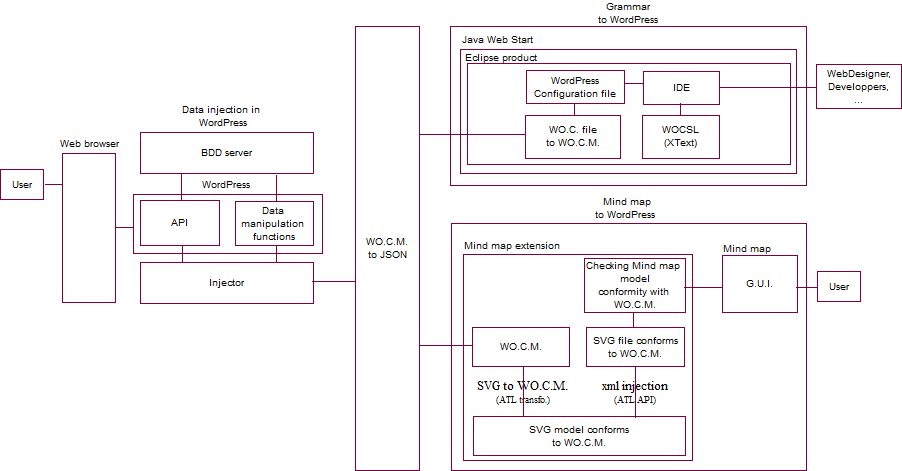 Grammar
to WordPress
Java Web Start
Eclipse product
WordPress
Configuration file
IDE
WebDesigner,
Developpers,
...
WO.C. file
to WO.C.M.
WOCSL
(XText)
Data injection in
WordPress
BDD server
Web browser
User
WordPress
API
Data
manipulation
functions
Injector
WO.C.M.
to JSON
Mind map
to WordPress
Mind map extension
Mind map
Checking Mind map
model
conformity with
WO.C.M.
G.U.I.
User
WO.C.M.
SVG file conforms
to WO.C.M.
SVG to WO.C.M.
(ATL transfo.)
xml injection
(ATL API)
SVG model conforms
to WO.C.M.